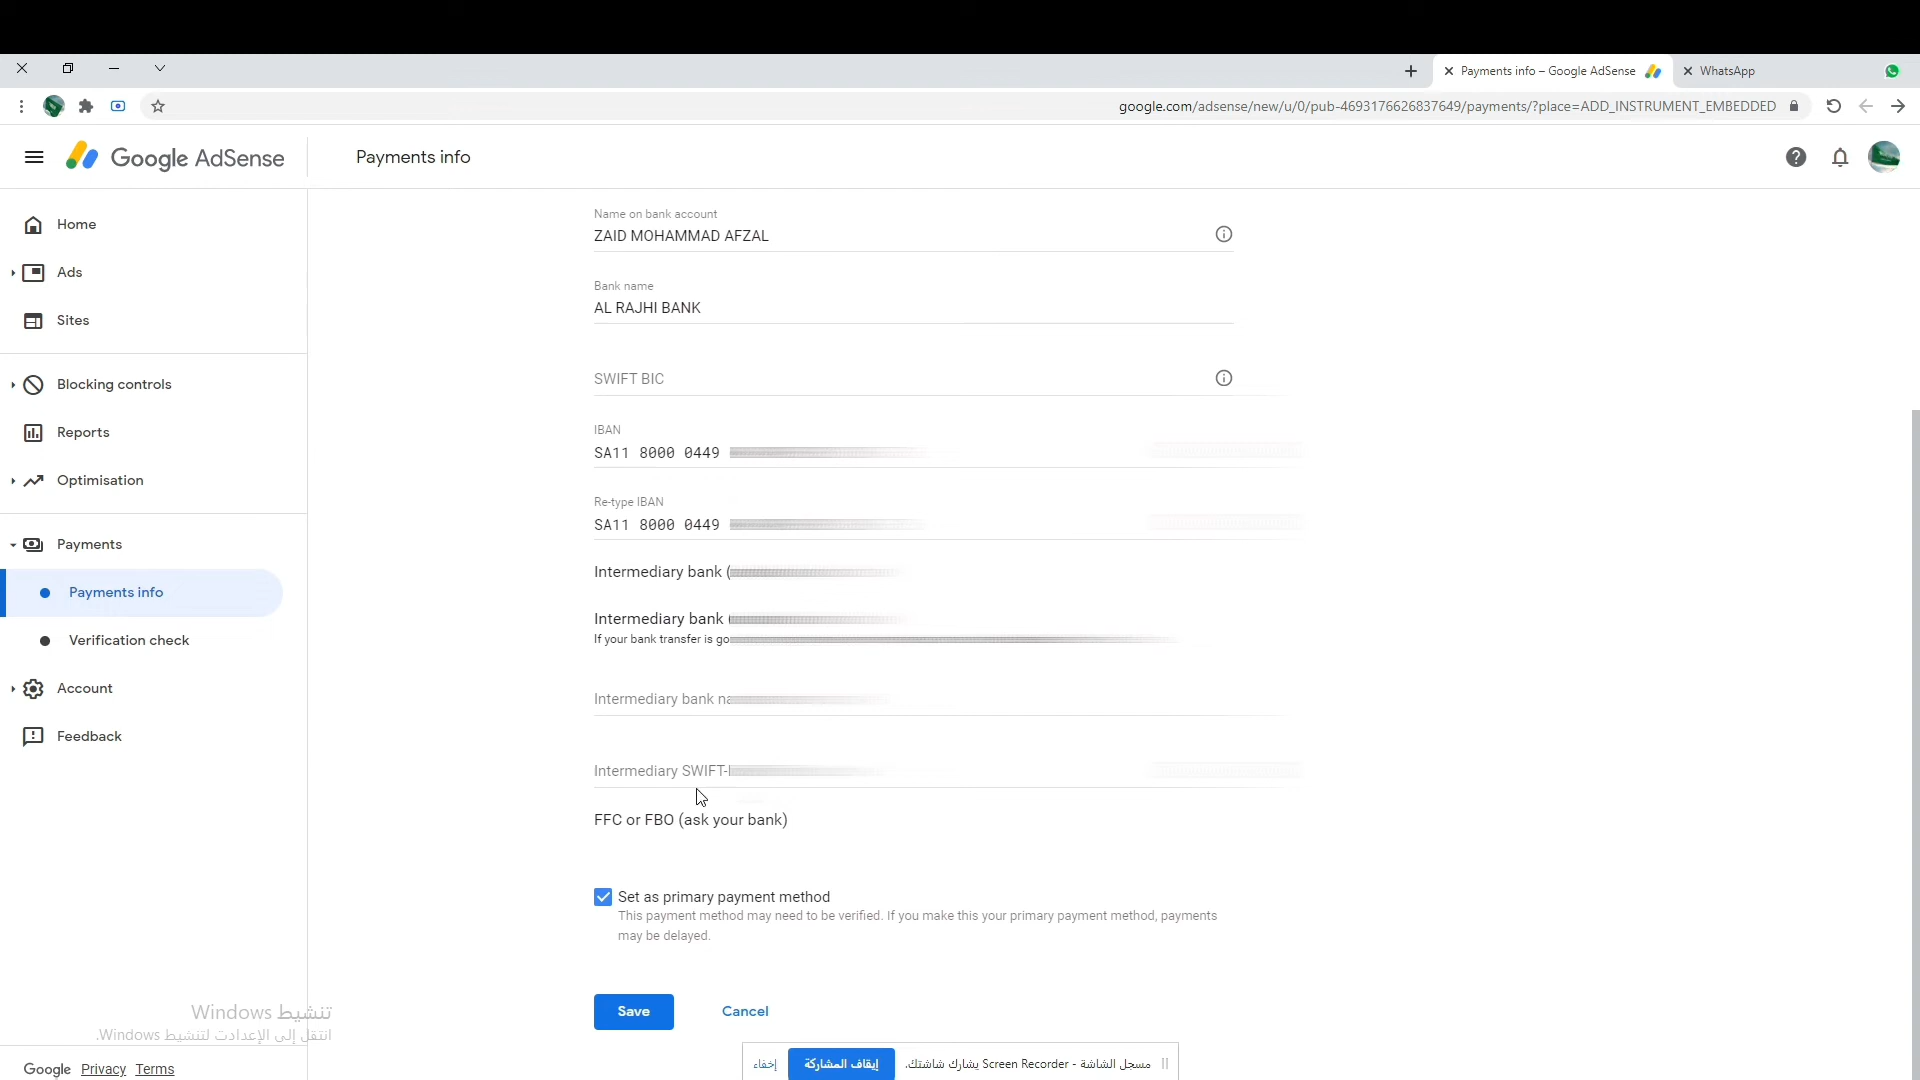 Payments info – Google AdSense
WhatsApp
google.com/adsense/new/u/0/pub-4693176626837649/payments/?place=ADD_INSTRUMENT_EMBEDDED
Google AdSense
Payments info
Home
Ads
Sites
Blocking controls
Reports
Optimisation
Payments
Payments info
Verification check
Account
Feedback
Name on bank account
ZAID MOHAMMAD AFZAL
Bank name
AL RAJHI BANK
SWIFT BIC
IBAN
SA11 8000 0449
Re-type IBAN
SA11 8000 0449
Intermediary bank (
Intermediary bank
If your bank transfer is
Intermediary bank
Intermediary SWIFT-
FFC or FBO (ask your bank)
Set as primary payment method
This payment method may need to be verified. If you make this your primary payment method, payments
may be delayed.
Save
Cancel
تنشيط Windows
انتقل إلى الإعدادت لتنشيط Windows.
Google Privacy Terms
مسجل الشاشة - Screen Recorder يشارك شاشتك.
إيقاف المشاركة
إخفاء